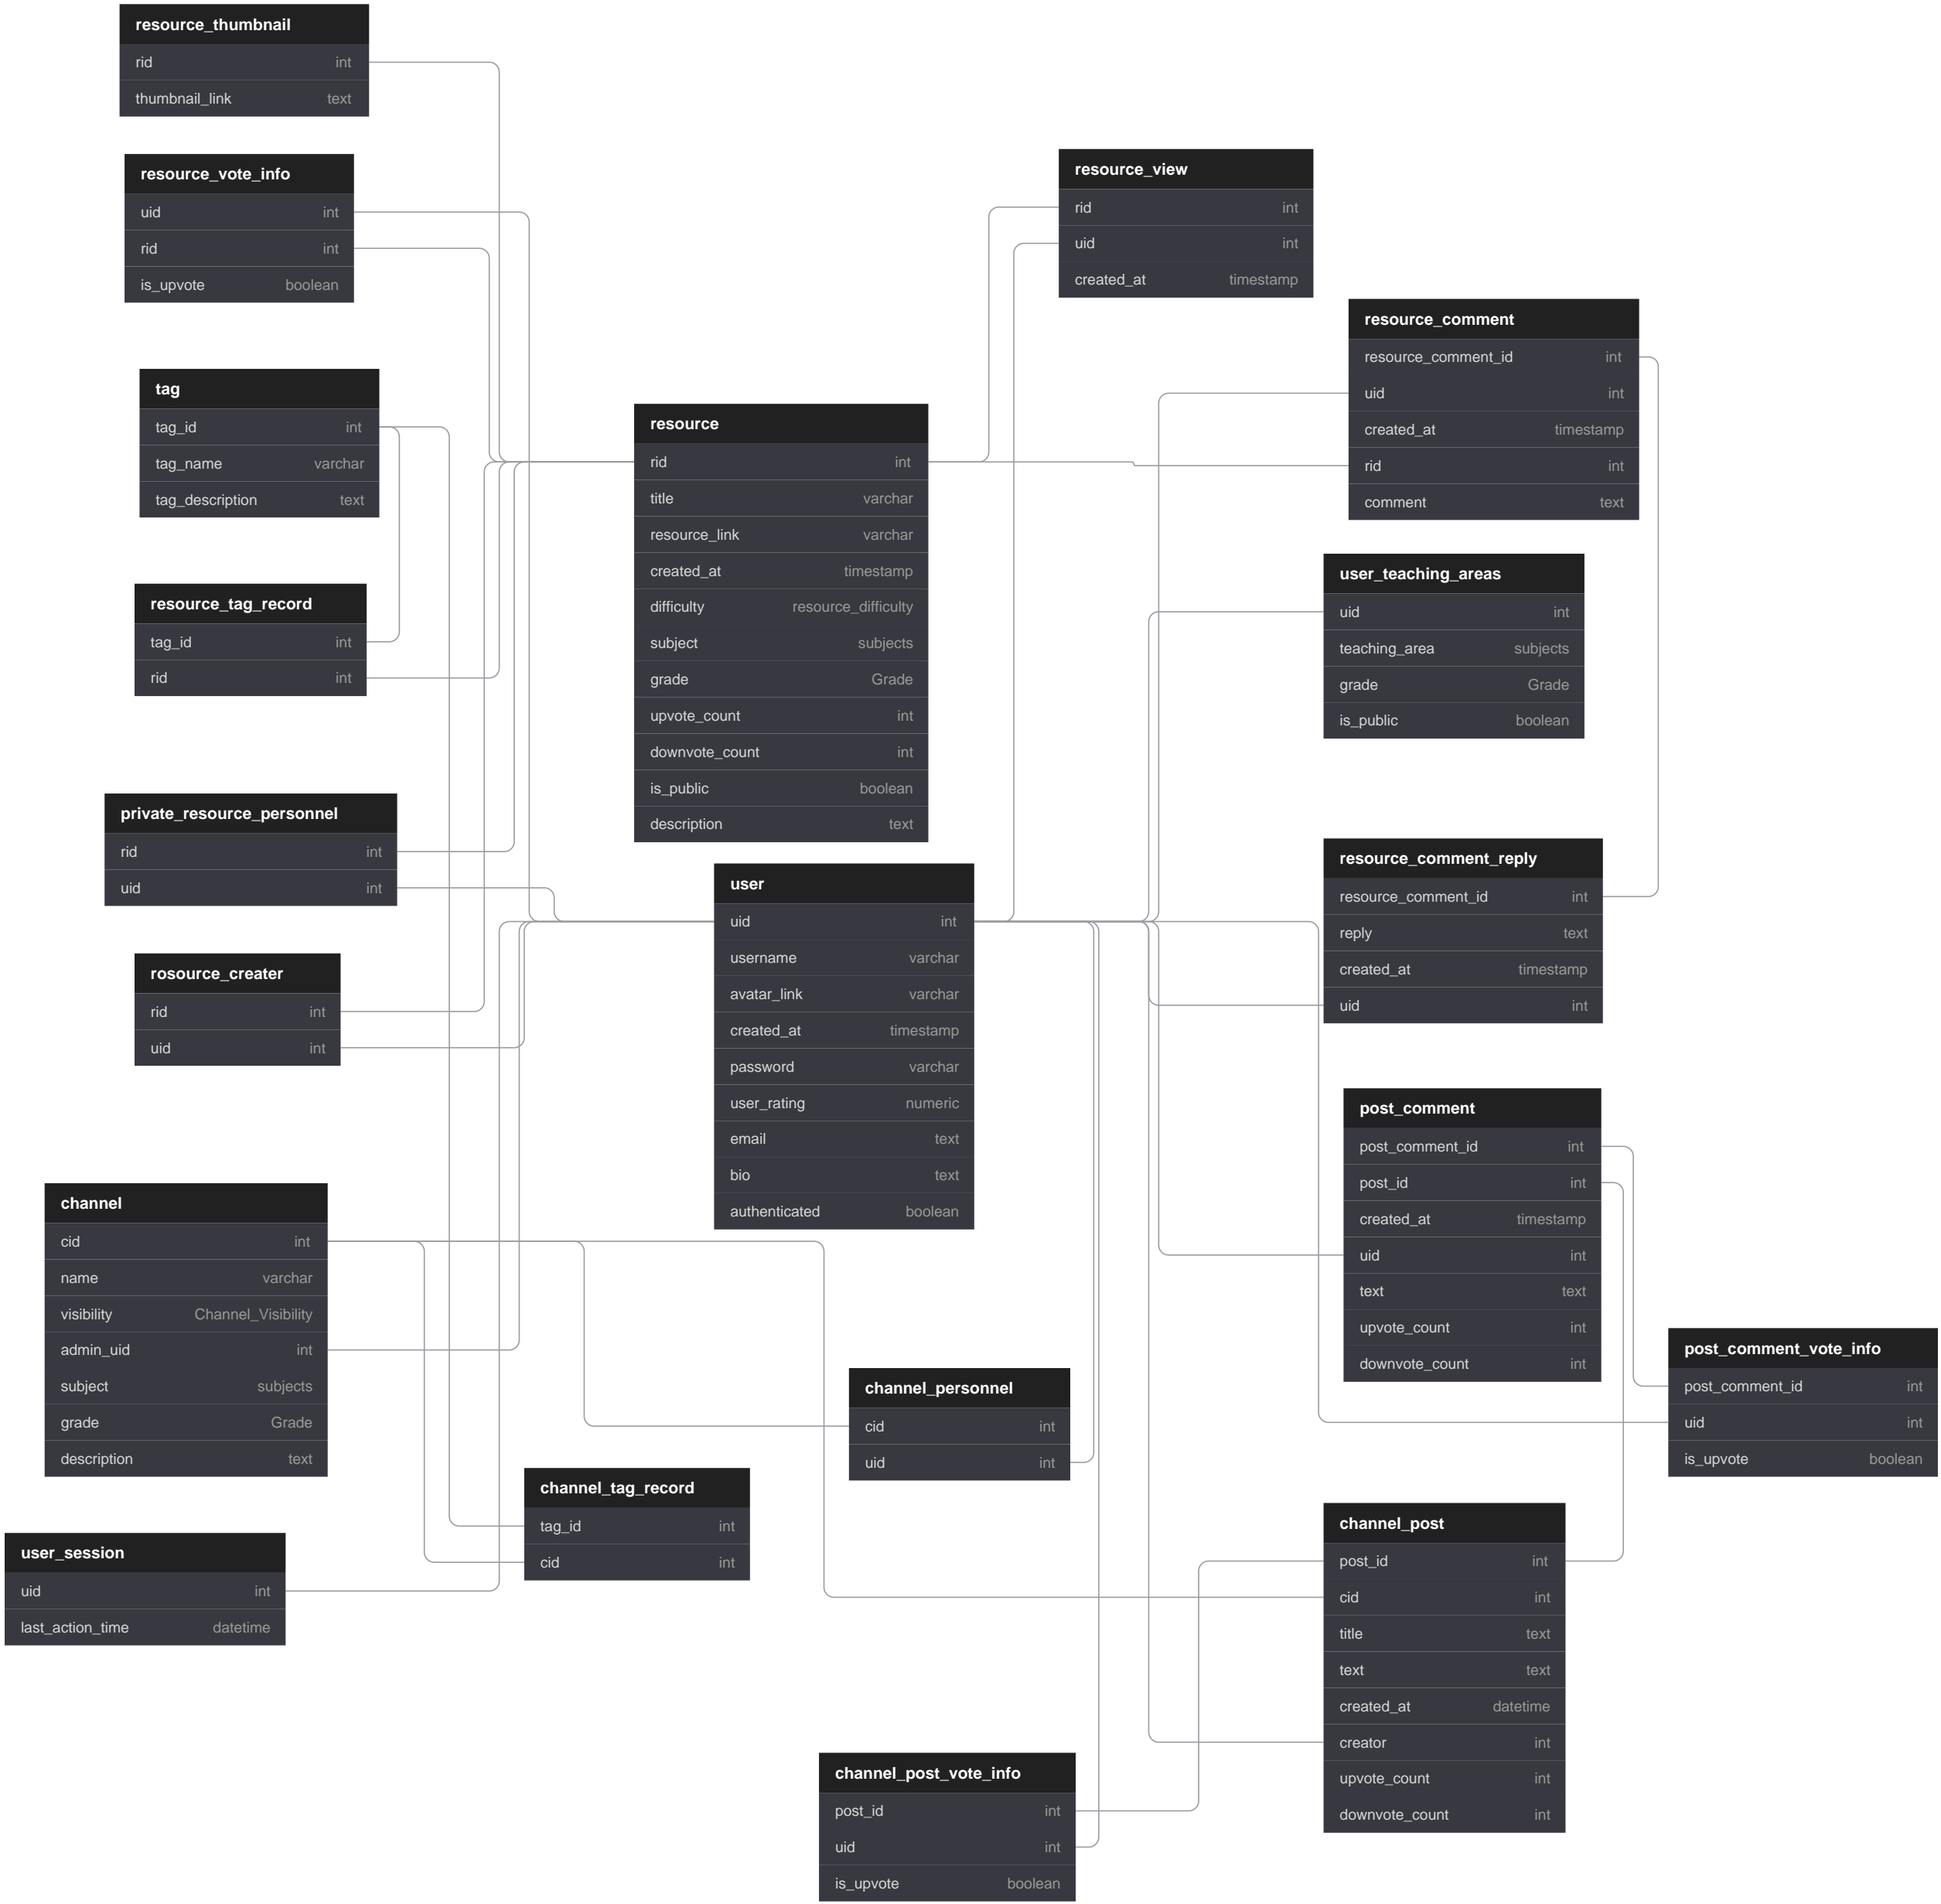 resource_thumbnail
rid int
thumbnail_link text
resource_vote_info
uid int
rid int
is_upvote boolean
resource_view
rid int
uid int
created_at timestamp
resource_comment
resource_comment_id int
uid int
created_at timestamp
rid int
comment text
tag
tag_id int
tag_name varchar
tag_description text
resource
rid int
title varchar
resource_link varchar
created_at timestamp
difficulty resource_difficulty
subject subjects
grade Grade
upvote_count int
downvote_count int
is_public boolean
description text
user_teaching_areas
uid int
teaching_area subjects
grade Grade
is_public boolean
resource_tag_record
tag_id int
rid int
private_resource_personnel
rid int
uid int
resource_comment_reply
resource_comment_id int
reply text
created_at timestamp
uid int
user
uid int
username varchar
avatar_link varchar
created_at timestamp
password varchar
user_rating numeric
email text
bio text
authenticated boolean
rosource_creater
rid int
uid int
post_comment
post_comment_id int
post_id int
created_at timestamp
uid int
text text
upvote_count int
downvote_count int
channel
cid int
name varchar
visibility Channel_Visibility
admin_uid int
subject subjects
grade Grade
description text
post_comment_vote_info
post_comment_id int
uid int
is_upvote boolean
channel_personnel
cid int
uid int
channel_tag_record
tag_id int
cid int
channel_post
post_id int
cid int
title text
text text
created_at datetime
creator int
upvote_count int
downvote_count int
user_session
uid int
last_action_time datetime
channel_post_vote_info
post_id int
uid int
is_upvote boolean